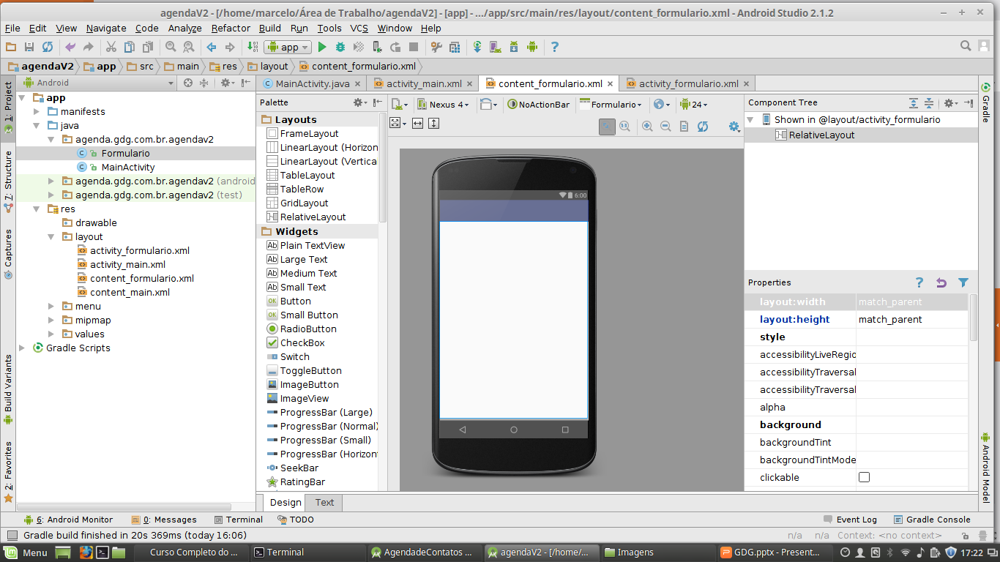 agendaV2 - [/home/marcelo/Área de Trabalho/agendaV2] - [app] - .../app/src/main/res/layout/content_formulario.xml - Android Studio 2.1.2
File Edit View Navigate Code Analyze Refactor Build Run Tools VCS Window Help
app
agendaV2 app src main res layout content_formulario.xml
1: Project
7: Structure
Captures
Build Variants
2: Favorites
Android
app
manifests
java
agenda.gdg.com.br.agendav2
Formulario
MainActivity
agenda.gdg.com.br.agendav2 (android
agenda.gdg.com.br.agendav2 (test)
res
drawable
layout
activity_formulario.xml
activity_main.xml
content_formulario.xml
content_main.xml
menu
mipmap
values
Gradle Scripts
MainActivity.java activity_main.xml content_formulario.xml activity_formulario.xml
Palette
Layouts
FrameLayout
LinearLayout (Horizon
LinearLayout (Vertica
TableLayout
TableRow
GridLayout
RelativeLayout
Widgets
Plain TextView
Large Text
Medium Text
Small Text
Button
Small Button
RadioButton
CheckBox
Switch
ToggleButton
ImageButton
ImageView
ProgressBar (Large)
ProgressBar (Normal)
ProgressBar (Small)
ProgressBar (Horizon
SeekBar
RatingBar
Nexus 4 NoActionBar Formulario 24
6:00
Design Text
Component Tree
Shown in @layout/activity_formulario
RelativeLayout
Properties
layout:width match_parent
layout:height match_parent
style
accessibilityLiveRegio
accessibilityTraversal
accessibilityTraversal
alpha
background
backgroundTint
backgroundTintMode
clickable
Gradle
Android Model
6: Android Monitor 0: Messages Terminal TODO Event Log Gradle Console
Gradle build finished in 20s 369ms (today 16:06) n/a n/a Context: <no context>
Menu Curso Completo do ... Terminal AgendadeContatos ... agendaV2 - [/home/... Imagens GDG.pptx - Present... 17:22